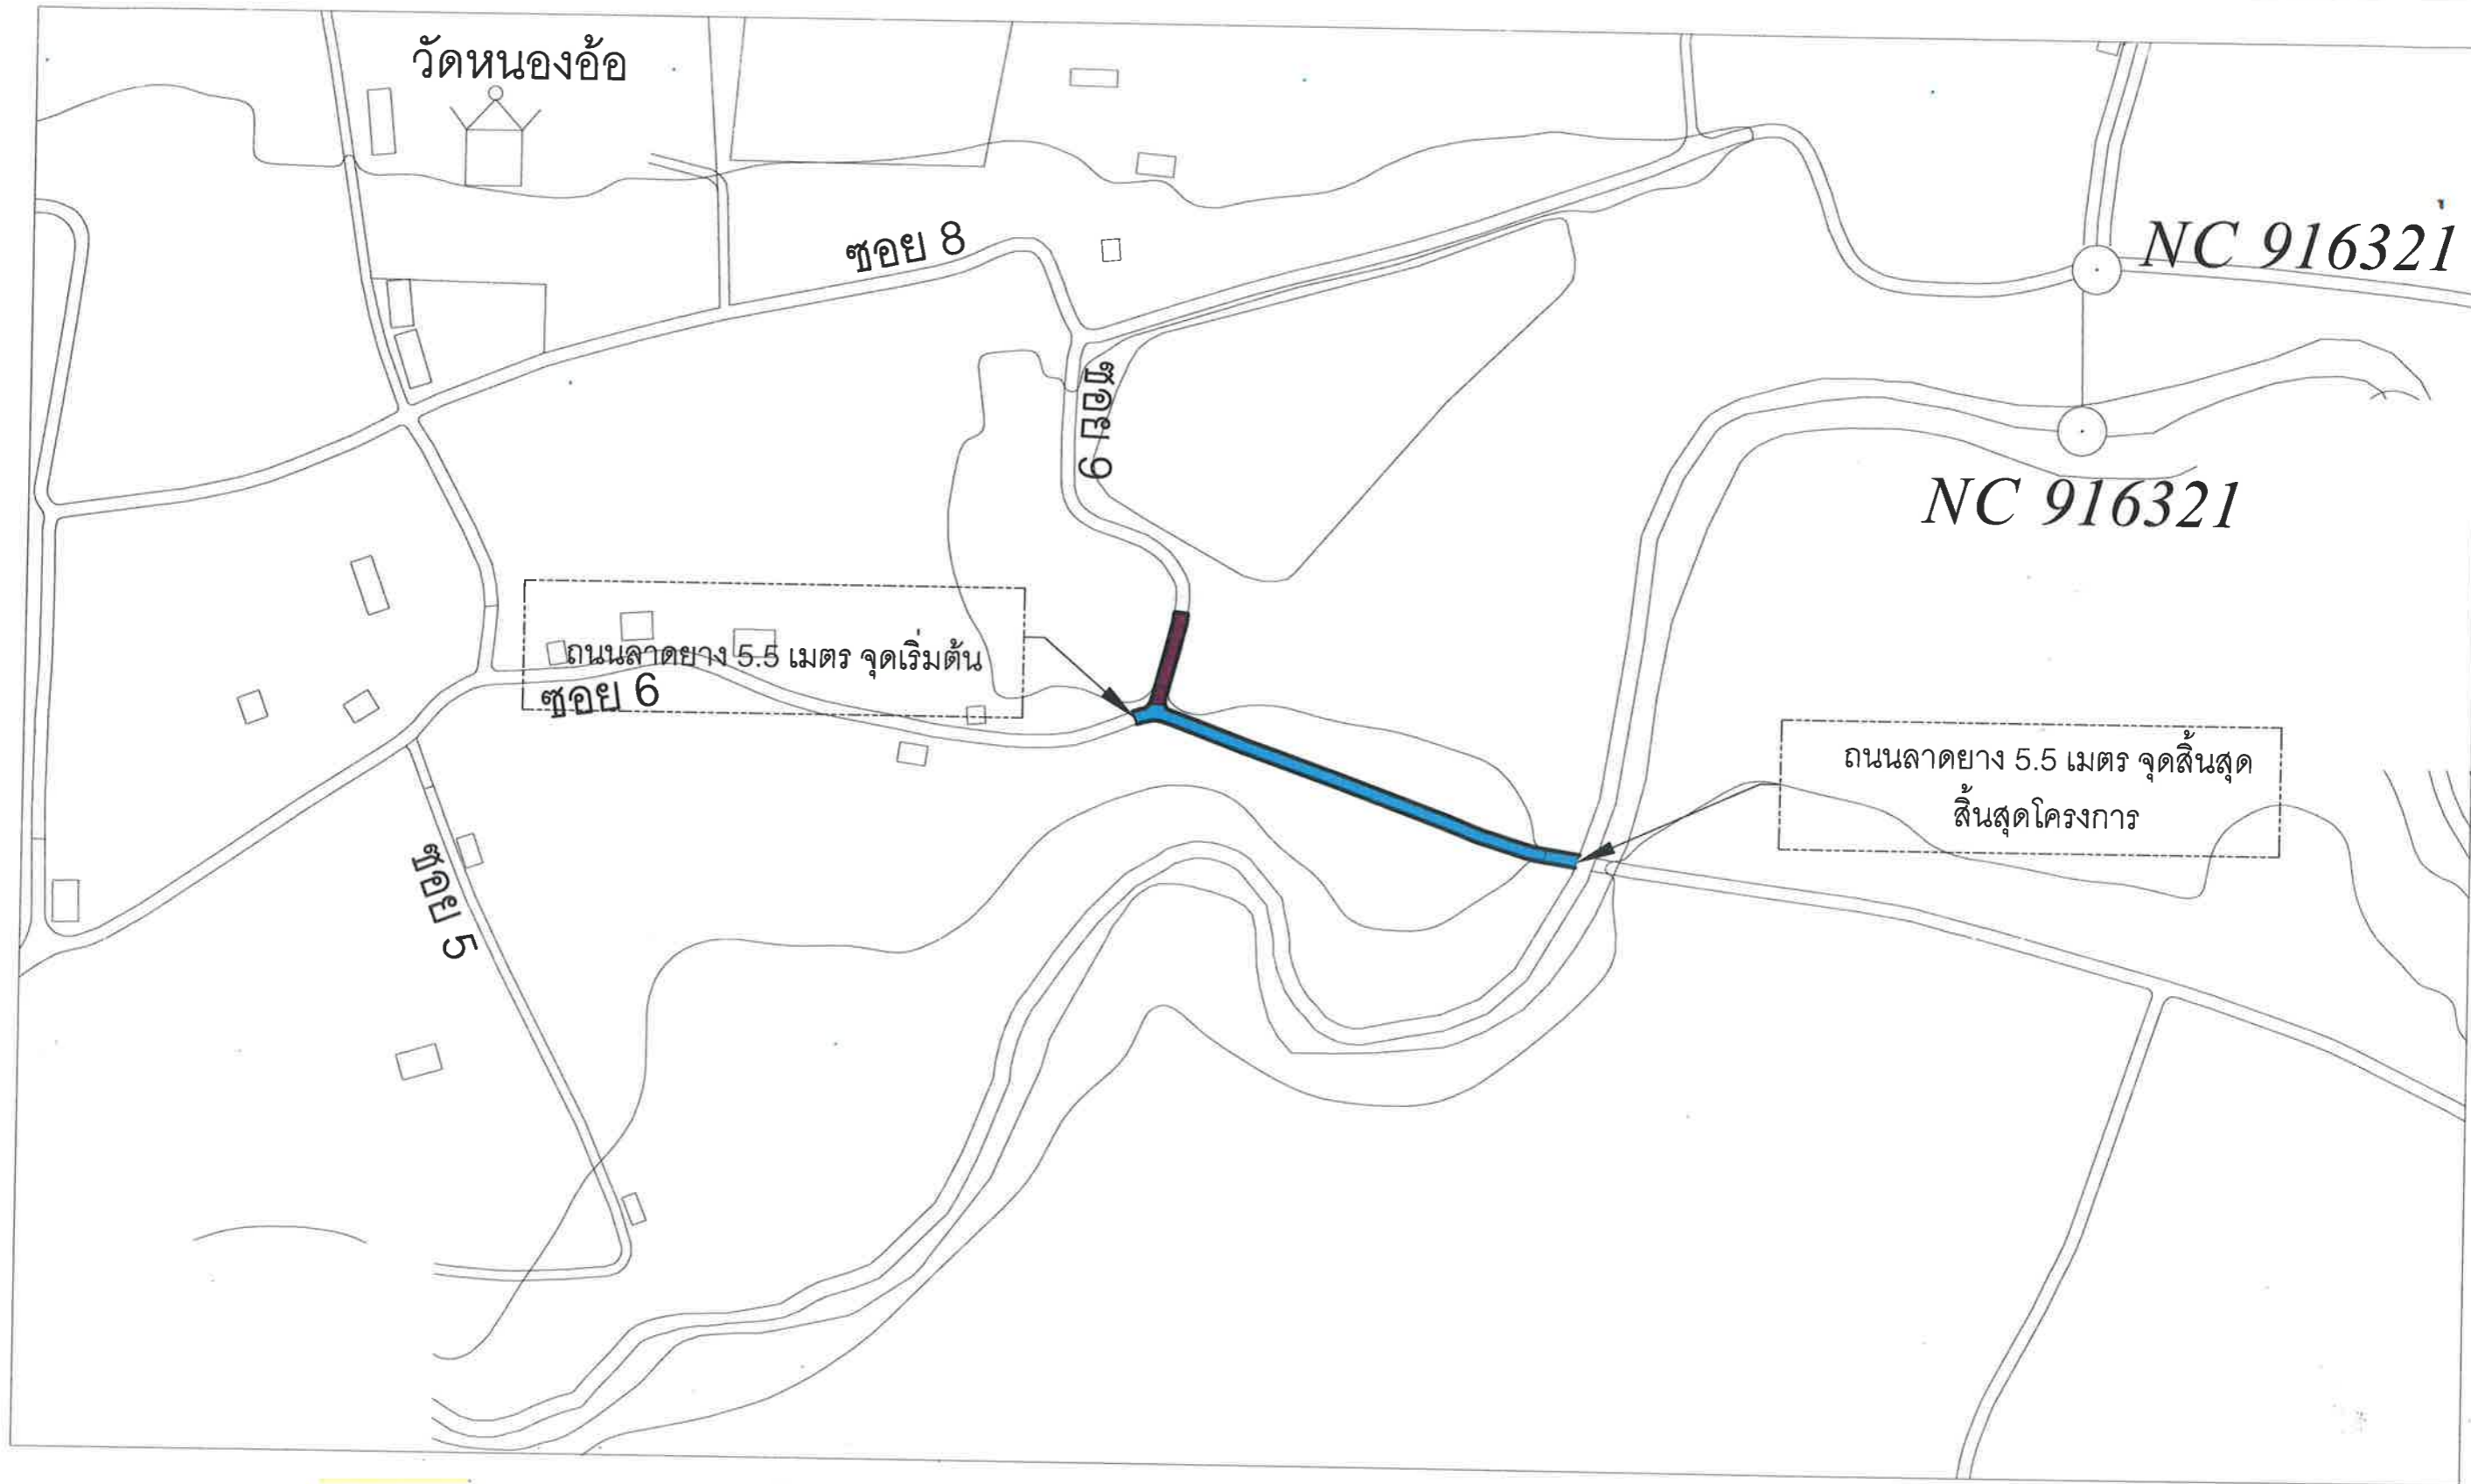 วัดหนองอ้อ
ซอย 8
NC 916321
ซอย 9
NC 916321
ถนนลาดยาง 5.5 เมตร จุดเริ่มต้น
ซอย 6
ถนนลาดยาง 5.5 เมตร จุดสิ้นสุด
สิ้นสุดโครงการ
ซอย 5